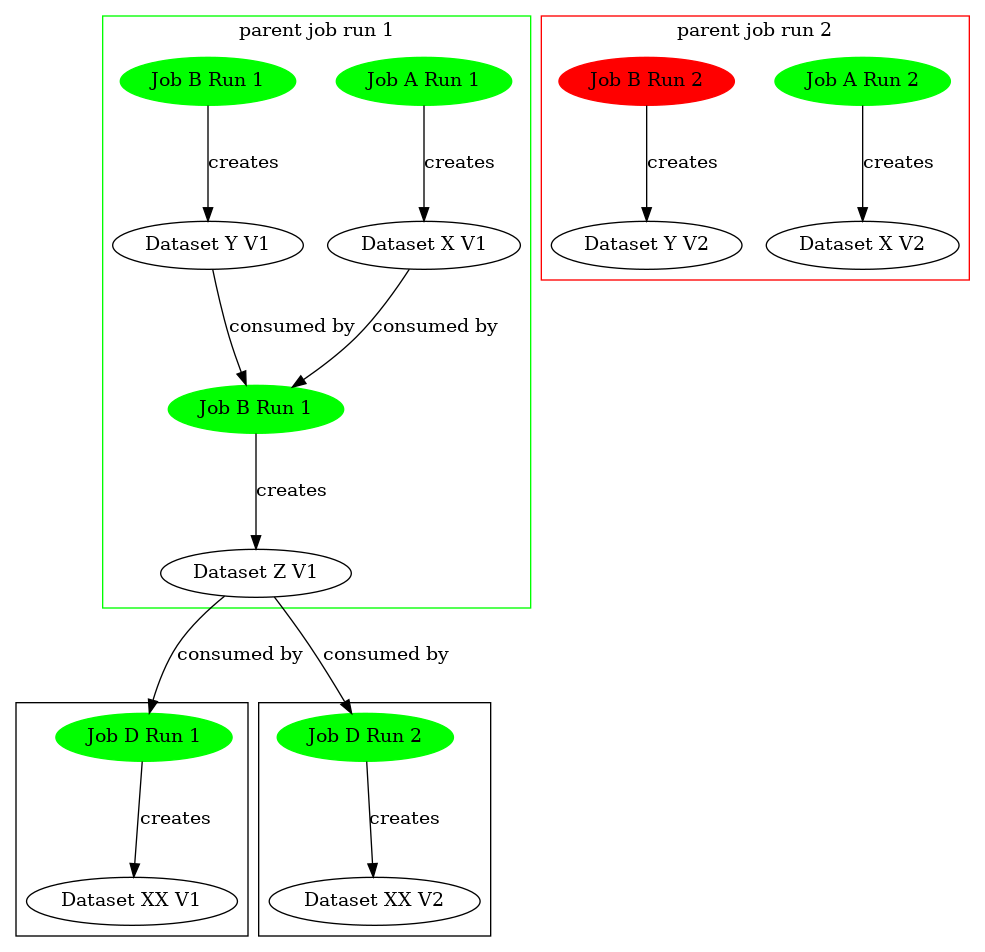 parent job run 1
parent job run 2
Job B Run 1
Job A Run 1
Job B Run 2
Job A Run 2
creates
creates
creates
creates
Dataset Y V1
Dataset X V1
Dataset Y V2
Dataset X V2
consumed by
consumed by
Job B Run 1
creates
Dataset Z V1
consumed by
consumed by
Job D Run 1
Job D Run 2
creates
creates
Dataset XX V1
Dataset XX V2